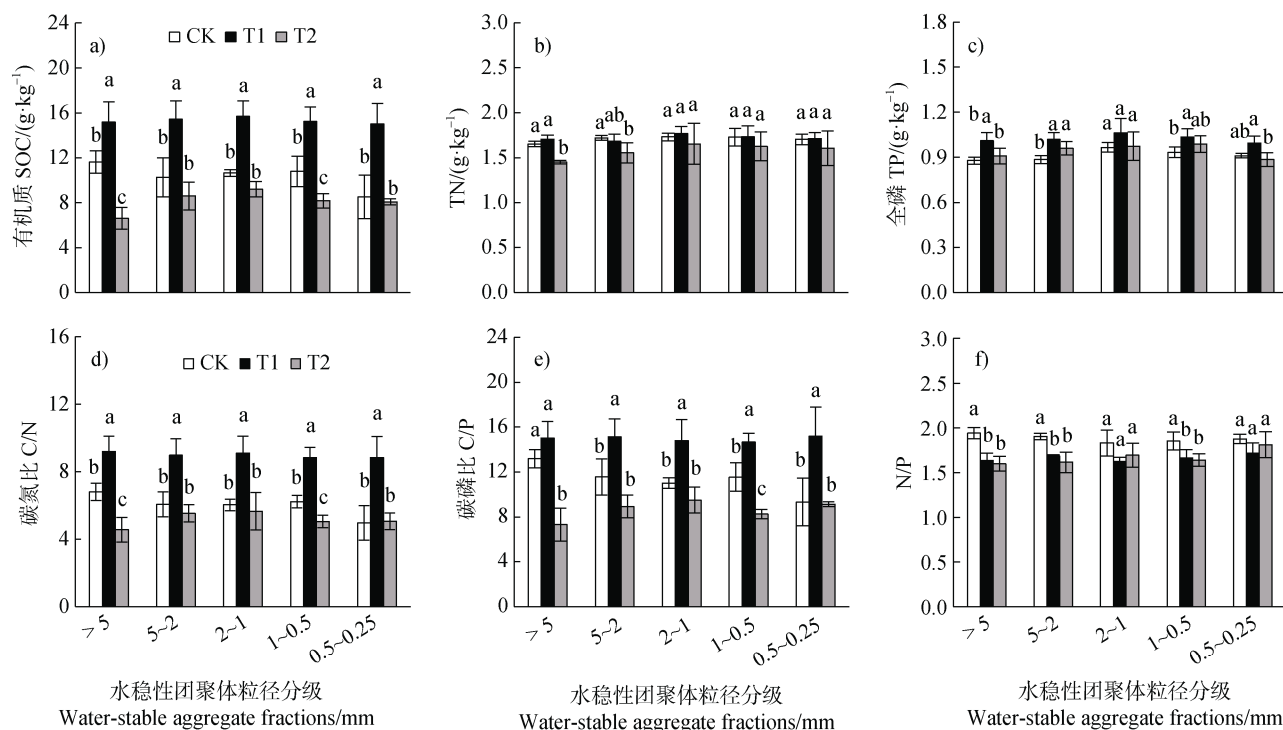 a) CK T1 T2
有机质 SOC/(g·kg⁻¹)
24
20
16
12
8
4
0
b a c
b a b
b a b
b a c
b a b
b)
TN/(g·kg⁻¹)
3.0
2.5
2.0
1.5
1.0
0.5
0.0
a a b
a ab b
a a a
a a a
a a a
c)
全磷 TP/(g·kg⁻¹)
1.8
1.5
1.2
0.9
0.6
0.3
0.0
b a b
b a a
a a a
b a ab
ab a b
d) CK T1 T2
碳氮比 C/N
16
12
8
4
0
b a c
b a b
b a b
b a c
b a b
> 5
5~2
2~1
1~0.5
0.5~0.25
水稳性团聚体粒径分级
Water-stable aggregate fractions/mm
e)
碳磷比 C/P
24
20
16
12
8
4
0
a a b
b a b
b a b
b a c
b a b
> 5
5~2
2~1
1~0.5
0.5~0.25
水稳性团聚体粒径分级
Water-stable aggregate fractions/mm
f)
N/P
3.0
2.5
2.0
1.5
1.0
0.5
0.0
a b b
a b b
a a a
a b b
a a a
> 5
5~2
2~1
1~0.5
0.5~0.25
水稳性团聚体粒径分级
Water-stable aggregate fractions/mm